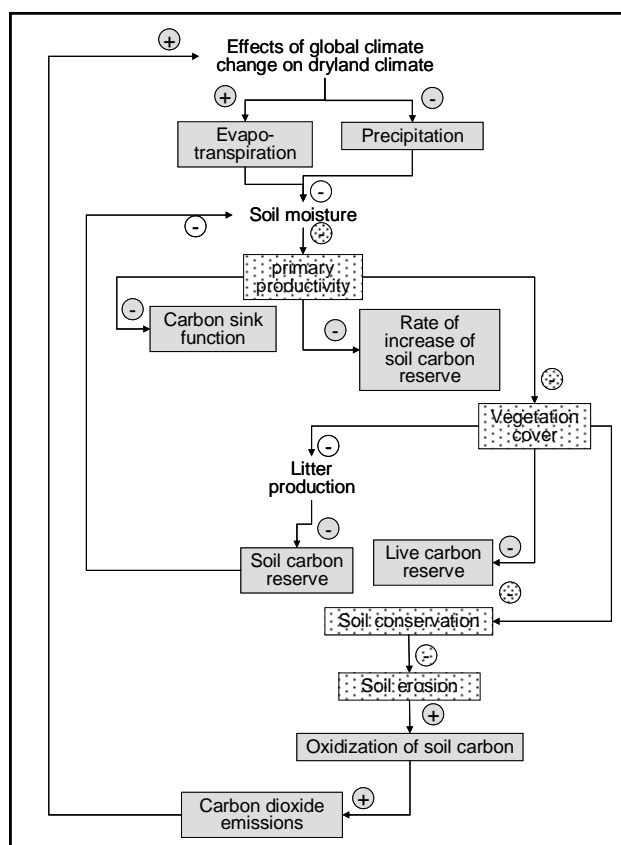 +
Effects of global climate
change on dryland climate
+
-
Evapo-
transpiration
Precipitation
-
Soil moisture
-
-
primary
productivity
-
Carbon sink
function
-
Rate of
increase of
soil carbon
reserve
-
Vegetation
cover
-
Litter
production
-
Soil carbon
reserve
Live carbon
reserve
-
-
Soil conservation
-
Soil erosion
+
Oxidization of soil carbon
Carbon dioxide
emissions
+